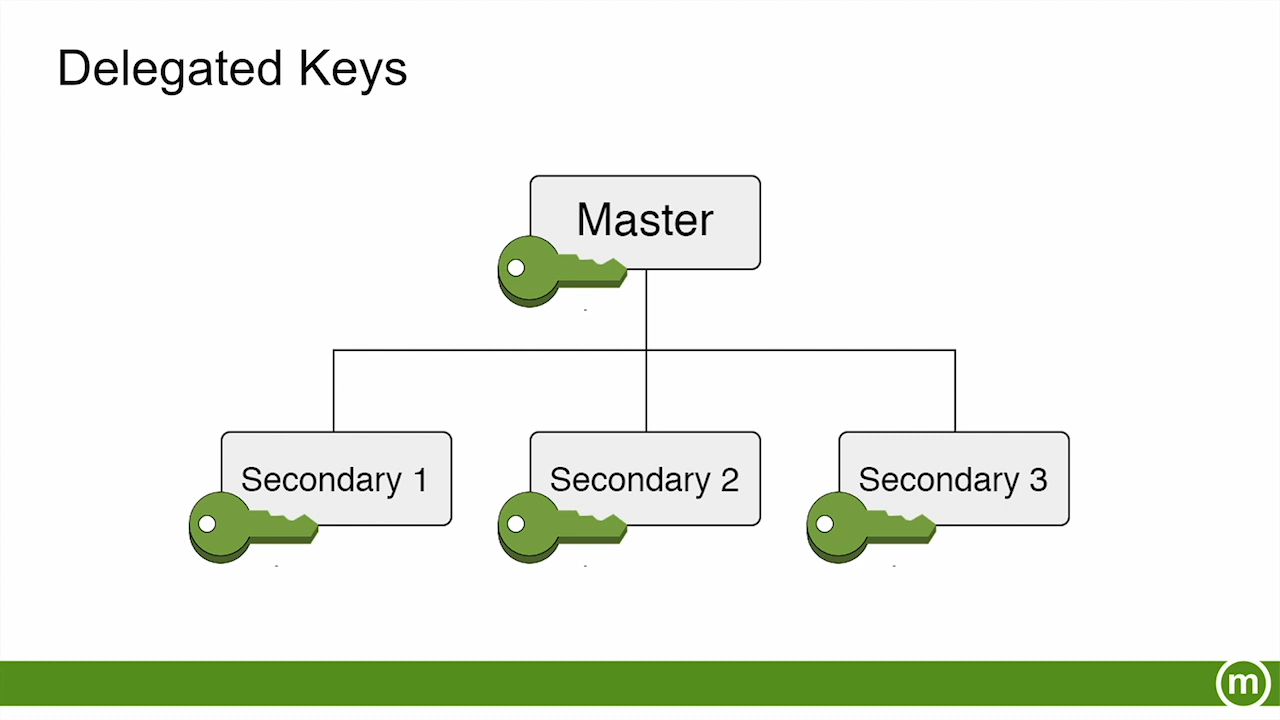 Delegated Keys
Master
Secondary 1
Secondary 2
Secondary 3
m